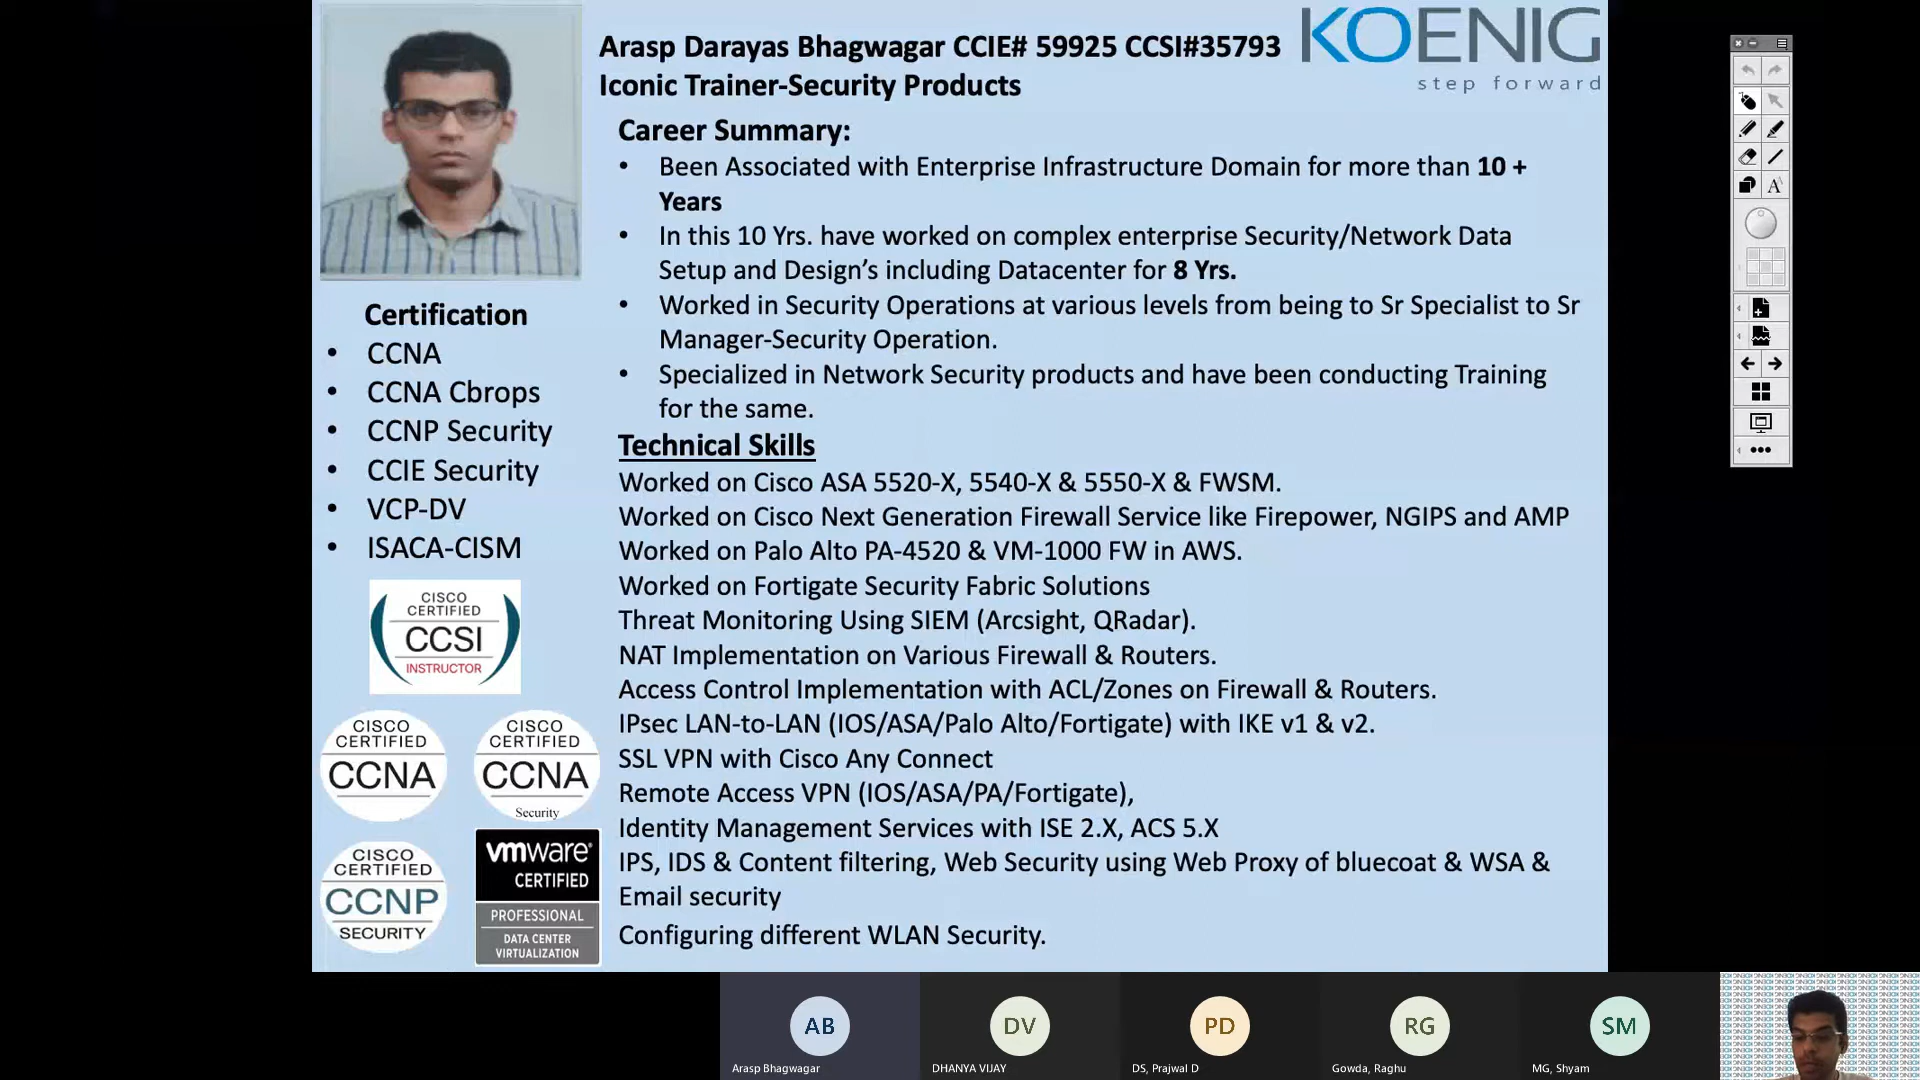 KOENIG
step forward
Arasp Darayas Bhagwagar CCIE# 59925 CCSI#35793
Iconic Trainer-Security Products
Career Summary:
• Been Associated with Enterprise Infrastructure Domain for more than 10 +
Years
• In this 10 Yrs. have worked on complex enterprise Security/Network Data
Setup and Design's including Datacenter for 8 Yrs.
• Worked in Security Operations at various levels from being to Sr Specialist to Sr
Manager-Security Operation.
• Specialized in Network Security products and have been conducting Training
for the same.
Technical Skills
Worked on Cisco ASA 5520-X, 5540-X & 5550-X & FWSM.
Worked on Cisco Next Generation Firewall Service like Firepower, NGIPS and AMP
Worked on Palo Alto PA-4520 & VM-1000 FW in AWS.
Worked on Fortigate Security Fabric Solutions
Threat Monitoring Using SIEM (Arcsight, QRadar).
NAT Implementation on Various Firewall & Routers.
Access Control Implementation with ACL/Zones on Firewall & Routers.
IPsec LAN-to-LAN (IOS/ASA/Palo Alto/Fortigate) with IKE v1 & v2.
SSL VPN with Cisco Any Connect
Remote Access VPN (IOS/ASA/PA/Fortigate),
Identity Management Services with ISE 2.X, ACS 5.X
IPS, IDS & Content filtering, Web Security using Web Proxy of bluecoat & WSA &
Email security
Configuring different WLAN Security.
Certification
• CCNA
• CCNA Cbrops
• CCNP Security
• CCIE Security
• VCP-DV
• ISACA-CISM
CISCO
CERTIFIED
CCSI
INSTRUCTOR
CISCO
CERTIFIED
CCNA
CISCO
CERTIFIED
CCNA
Security
CISCO
CERTIFIED
CCNP
SECURITY
vmware®
CERTIFIED
PROFESSIONAL
DATA CENTER
VIRTUALIZATION
A
AB
Arasp Bhagwagar
DV
DHANYA VIJAY
PD
DS, Prajwal D
RG
Gowda, Raghu
SM
MG, Shyam